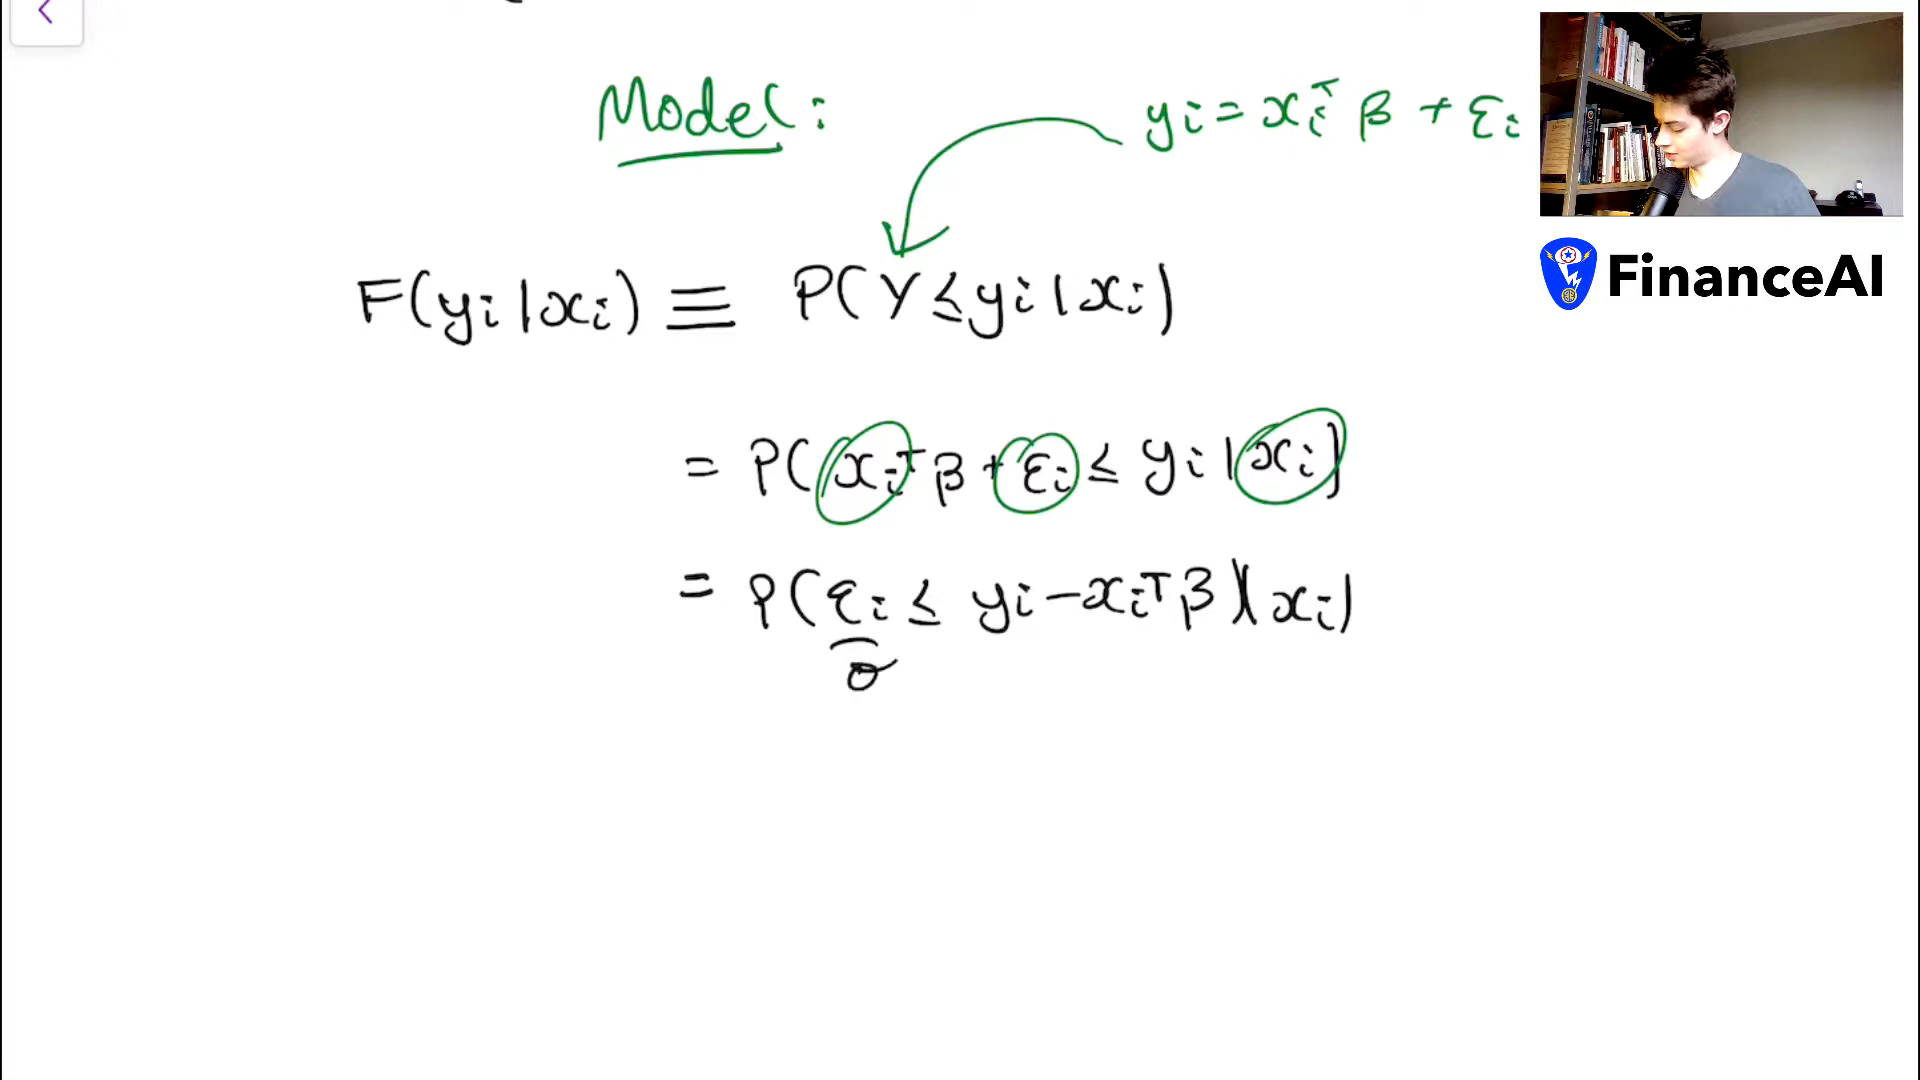 Model: yi = xiᵀ β + εi
FinanceAI
F(yi|xi) ≡ P(Y ≤ yi | xi)
= P(xiᵀ β + εi ≤ yi | xi)
= P(εi ≤ yi - xiᵀ β)(xi)
σ